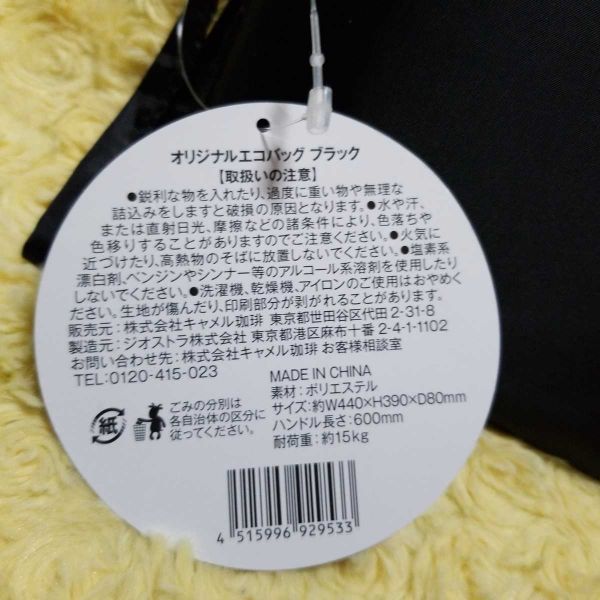 オリジナルエコバッグ ブラック
【取扱いの注意】
●鋭利な物を入れたり、過度に重い物や無理な
詰込みをしますと破損の原因となります。●水や汗、
または直射日光、摩擦などの諸条件により、色落ちや
色移りすることがありますのでご注意ください。●火気に
近づけたり、高熱物のそばに放置しないでください。●塩素系
漂白剤、ベンジンやシンナー等のアルコール系溶剤を使用したり
しないでください。●洗濯機、乾燥機、アイロンのご使用はおやめく
ださい。生地が傷んだり、印刷部分が剥がれることがあります。
販売元：株式会社キャメル珈琲 東京都世田谷区代田2-31-8
製造元：ジオストラ株式会社 東京都港区麻布十番2-4-1-1102
お問い合わせ先：株式会社キャメル珈琲 お客様相談室
TEL:0120-415-023
MADE IN CHINA
素材：ポリエステル
サイズ：約W440×H390×D80mm
ハンドル長さ：600mm
耐荷重：約15kg
紙
ごみの分別は
各自治体の区分に
従ってください。
4 515996 929533